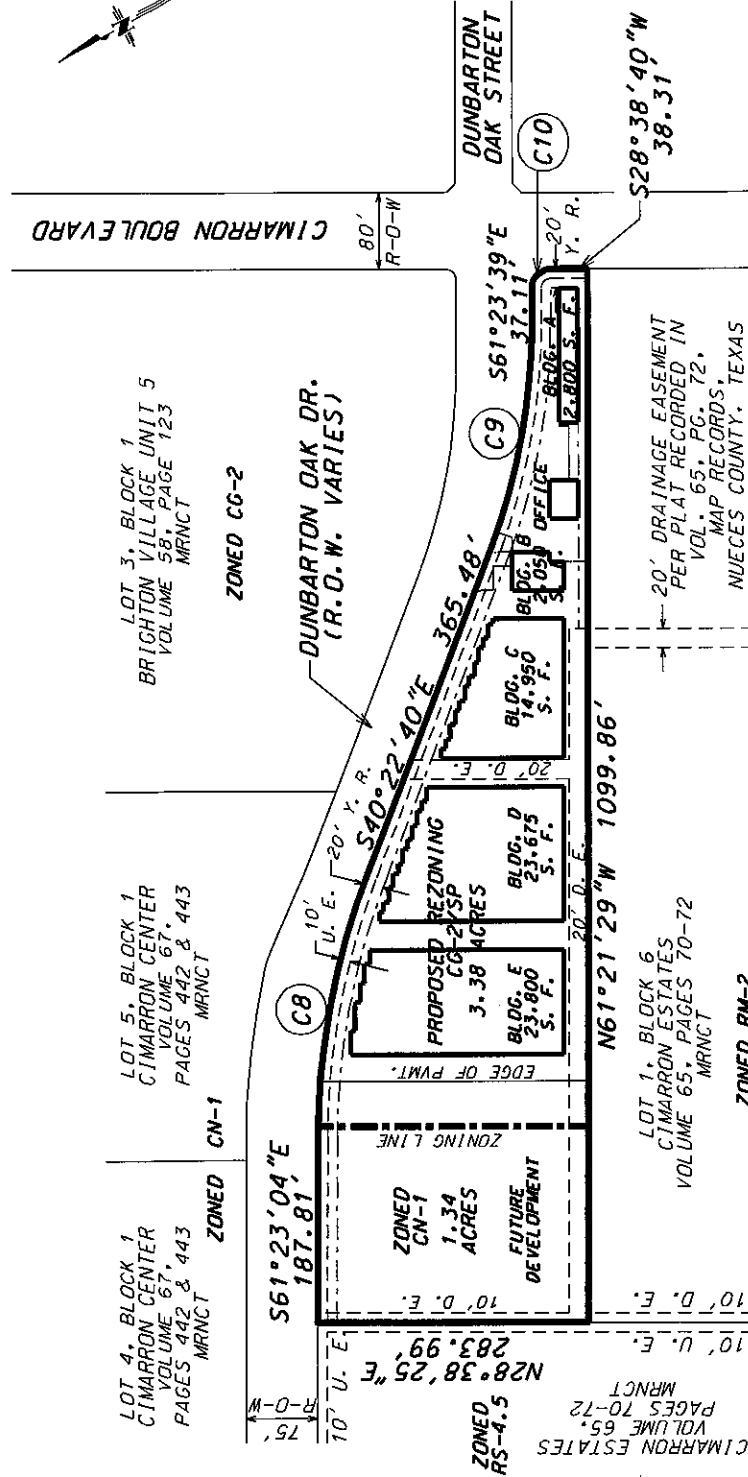 N
DUNBARTON
OAK STREET
CIMARRON BOULEVARD
80'
R-O-W
C10
S28°38'40"W
38.31'
S61°23'39"E
37.11'
20'
Y. R.
LOT 3, BLOCK 1
BRIGHTON VILLAGE UNIT 5
VOLUME 58, PAGE 123
MRNCT
ZONED CG-2
DUNBARTON OAK DR.
(R.O.W. VARIES)
C9
BLDG. A
2,800 S. F.
OFFICE
BLDG. B
2,050
S. F.
20' DRAINAGE EASEMENT
PER PLAT RECORDED IN
VOL. 65, PG. 72,
MAP RECORDS,
NUECES COUNTY, TEXAS
S40°22'40"E 365.48'
BLDG. C
14,950
S. F.
20' D. E.
20' Y. R.
10'
U. E.
LOT 5, BLOCK 1
CIMARRON CENTER
VOLUME 67,
PAGES 442 & 443
MRNCT
C8
PROPOSED REZONING
CG-2/SP
3.38 ACRES
BLDG. D
23,675
S. F.
BLDG. E
23,800
S. F.
20' D. E.
N61°21'29"W 1099.86'
EDGE OF PVMT.
ZONING LINE
LOT 1, BLOCK 6
CIMARRON ESTATES
VOLUME 65, PAGES 70-72
MRNCT
ZONED RM-2
ZONED CN-1
LOT 4, BLOCK 1
CIMARRON CENTER
VOLUME 67,
PAGES 442 & 443
MRNCT
S61°23'04"E
187.81'
ZONED
CN-1
1.34
ACRES
FUTURE
DEVELOPMENT
10' D. E.
75'
R-O-W
10' U. E.
N28°38'25"E
283.99'
ZONED
RS-4.5
10' D. E.
10' U. E.
CIMARRON ESTATES
VOLUME 65,
PAGES 70-72
MRNCT